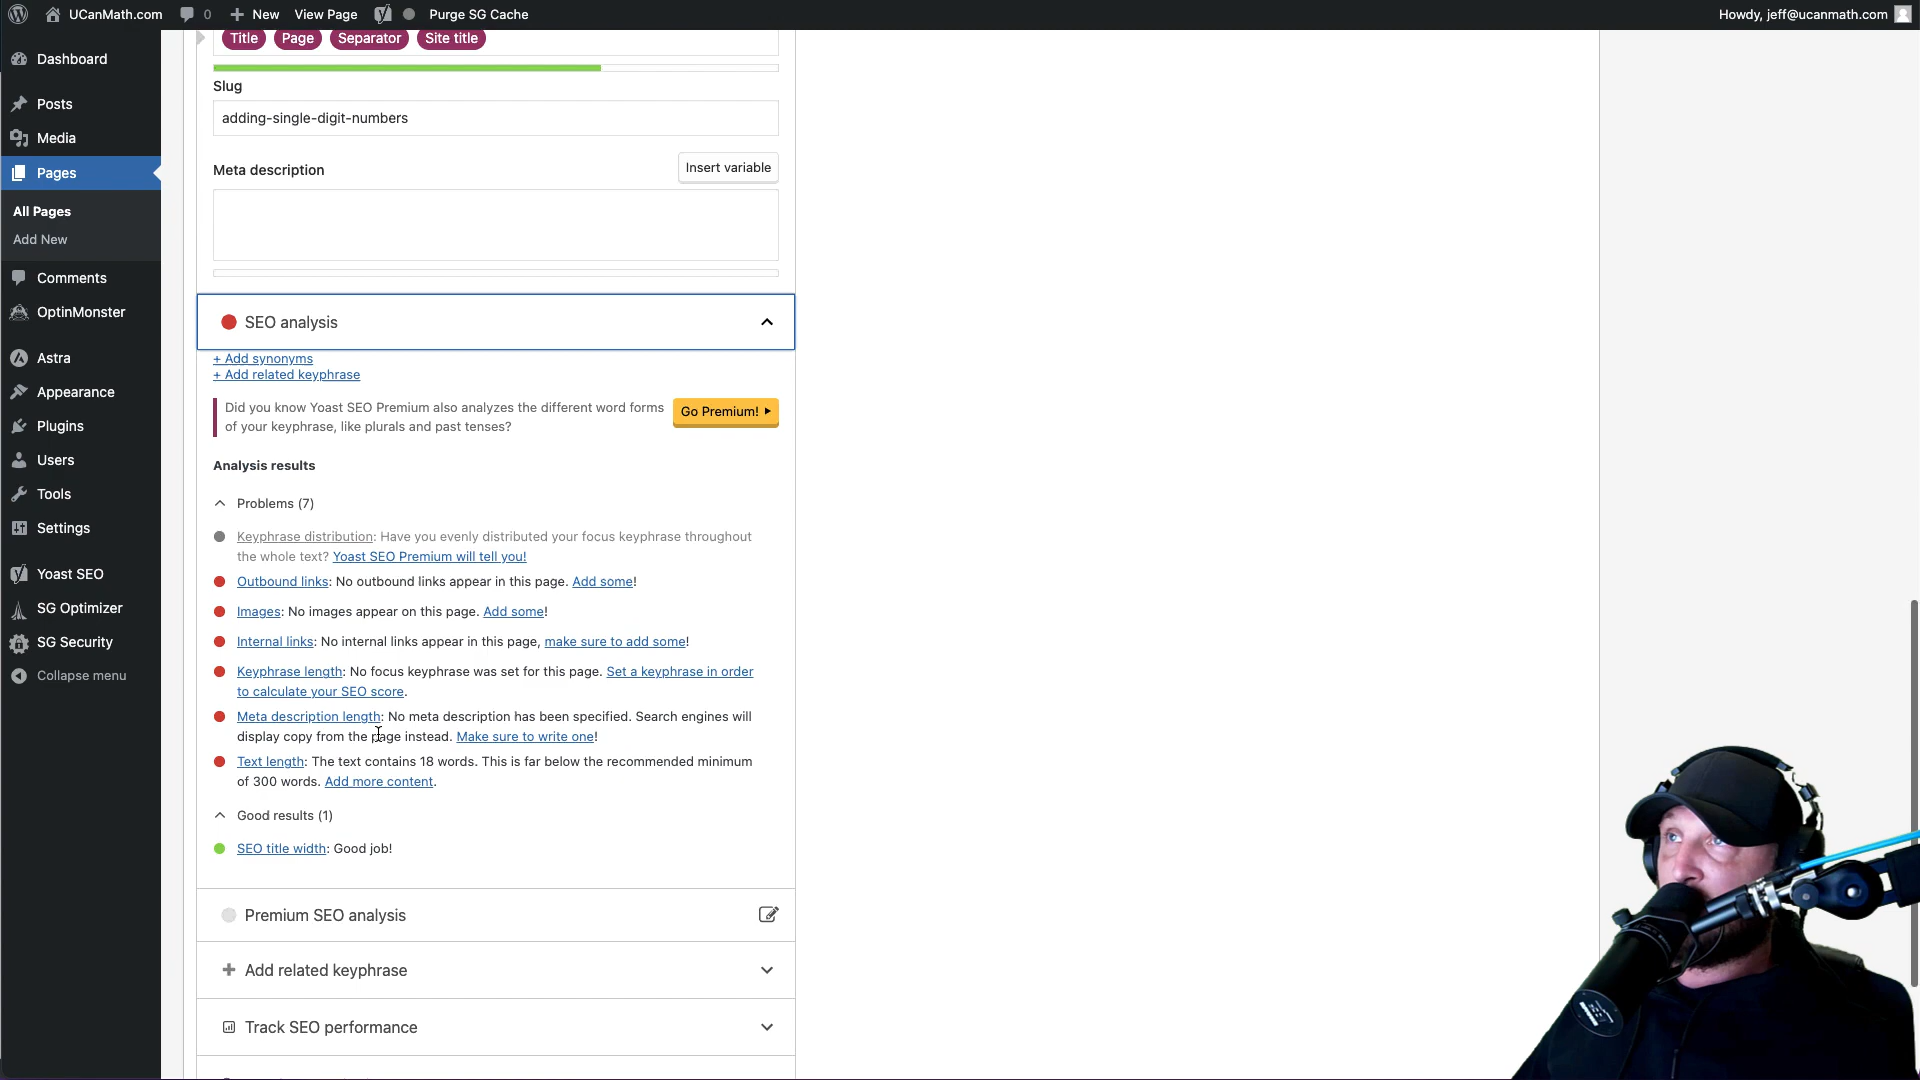 UCanMath.com 0 New View Page Purge SG Cache Howdy, jeff@ucanmath.com
Dashboard
Posts
Media
Pages
All Pages
Add New
Comments
OptinMonster
Astra
Appearance
Plugins
Users
Tools
Settings
Yoast SEO
SG Optimizer
SG Security
Collapse menu
Title Page Separator Site title
Slug
adding-single-digit-numbers
Meta description Insert variable
SEO analysis
+ Add synonyms
+ Add related keyphrase
Did you know Yoast SEO Premium also analyzes the different word forms
of your keyphrase, like plurals and past tenses?
Go Premium!
Analysis results
Problems (7)
Keyphrase distribution: Have you evenly distributed your focus keyphrase throughout
the whole text? Yoast SEO Premium will tell you!
Outbound links: No outbound links appear in this page. Add some!
Images: No images appear on this page. Add some!
Internal links: No internal links appear in this page, make sure to add some!
Keyphrase length: No focus keyphrase was set for this page. Set a keyphrase in order
to calculate your SEO score.
Meta description length: No meta description has been specified. Search engines will
display copy from the page instead. Make sure to write one!
Text length: The text contains 18 words. This is far below the recommended minimum
of 300 words. Add more content.
Good results (1)
SEO title width: Good job!
Premium SEO analysis
Add related keyphrase
Track SEO performance